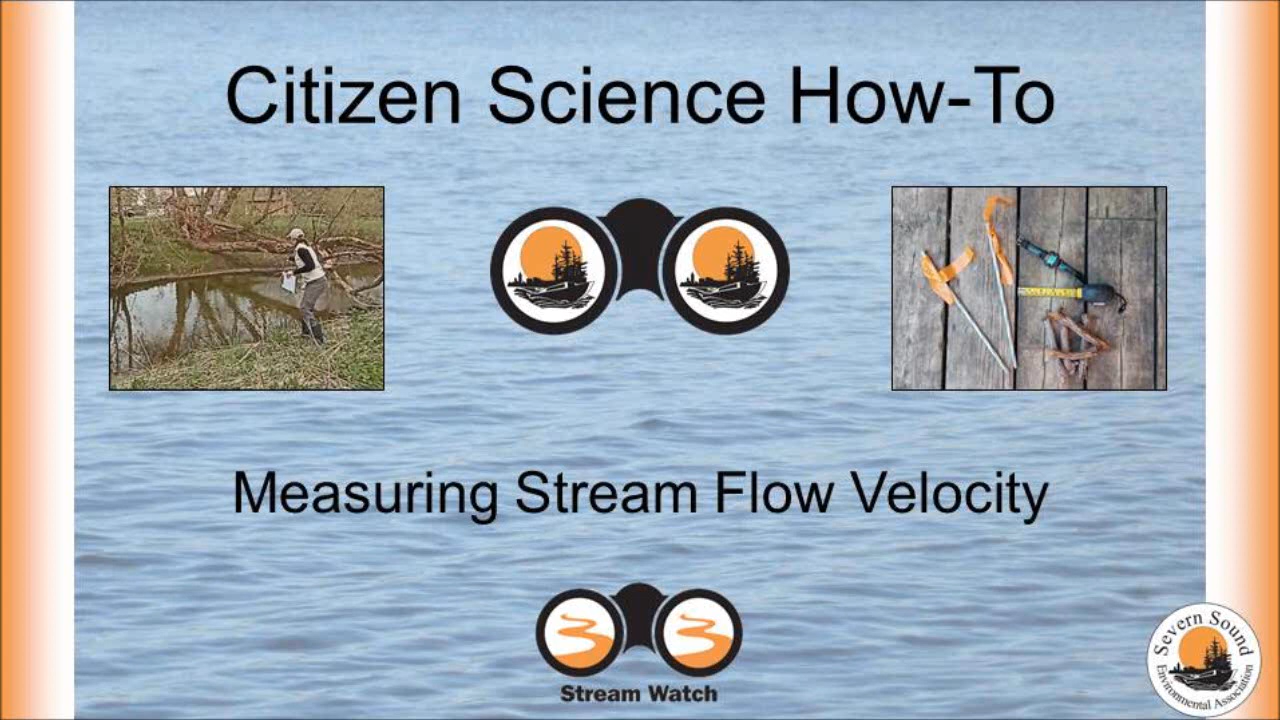 Citizen Science How-To
Measuring Stream Flow Velocity
Stream Watch
Severn Sound
Environmental Association